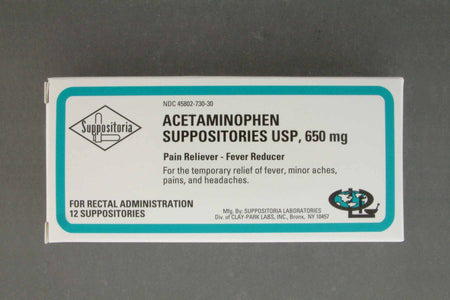 NDC 45802-730-30
Suppositoria
ACETAMINOPHEN
SUPPOSITORIES USP, 650 mg
Pain Reliever - Fever Reducer
For the temporary relief of fever, minor aches,
pains, and headaches.
FOR RECTAL ADMINISTRATION
12 SUPPOSITORIES
Mfg. By: SUPPOSITORIA LABORATORIES
Div. of CLAY-PARK LABS, INC., Bronx, NY 10457